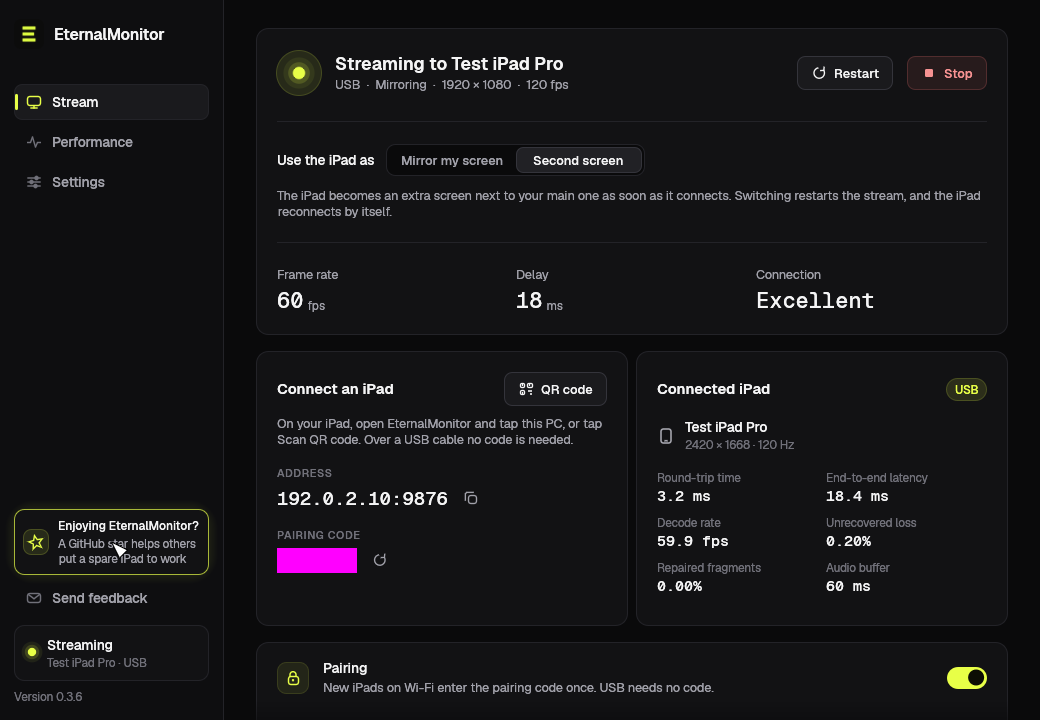 EternalMonitor
Stream
Performance
Settings
Enjoying EternalMonitor?
A GitHub star helps others
put a spare iPad to work
Send feedback
Streaming
Test iPad Pro · USB
Version 0.3.6
Streaming to Test iPad Pro
USB · Mirroring · 1920 × 1080 · 120 fps
Restart
Stop
Use the iPad as
Mirror my screen
Second screen
The iPad becomes an extra screen next to your main one as soon as it connects. Switching restarts the stream, and the iPad
reconnects by itself.
Frame rate
60 fps
Delay
18 ms
Connection
Excellent
Connect an iPad
QR code
On your iPad, open EternalMonitor and tap this PC, or tap
Scan QR code. Over a USB cable no code is needed.
ADDRESS
192.0.2.10:9876
PAIRING CODE
Connected iPad
USB
Test iPad Pro
2420 × 1668 · 120 Hz
Round-trip time
3.2 ms
End-to-end latency
18.4 ms
Decode rate
59.9 fps
Unrecovered loss
0.20%
Repaired fragments
0.00%
Audio buffer
60 ms
Pairing
New iPads on Wi-Fi enter the pairing code once. USB needs no code.